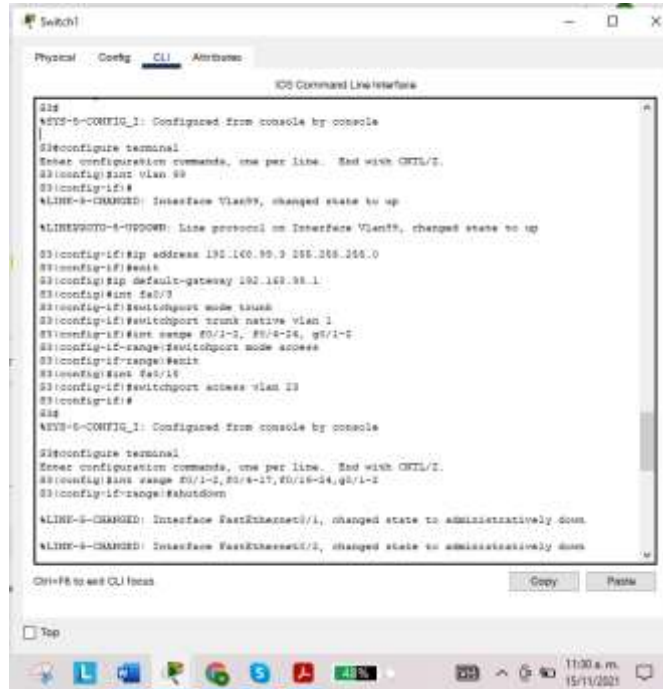 Switch1
Physical Config CLI Attributes
IOS Command Line Interface
S3#
%SYS-5-CONFIG_I: Configured from console by console
S3#configure terminal
Enter configuration commands, one per line. End with CNTL/Z.
S3(config)#int vlan 99
S3(config-if)#
%LINK-5-CHANGED: Interface Vlan99, changed state to up
%LINEPROTO-5-UPDOWN: Line protocol on Interface Vlan99, changed state to up
S3(config-if)#ip address 192.168.99.3 255.255.255.0
S3(config-if)#exit
S3(config)#ip default-gateway 192.168.99.1
S3(config)#int fa0/3
S3(config-if)#switchport mode trunk
S3(config-if)#switchport trunk native vlan 1
S3(config-if)#int range f0/1-2, f0/4-24, g0/1-2
S3(config-if-range)#switchport mode access
S3(config-if-range)#exit
S3(config)#int fa0/18
S3(config-if)#switchport access vlan 23
S3(config-if)#
S3#
%SYS-5-CONFIG_I: Configured from console by console
S3#configure terminal
Enter configuration commands, one per line. End with CNTL/Z.
S3(config)#int range f0/1-2,f0/4-17,f0/19-24,g0/1-2
S3(config-if-range)#shutdown
%LINK-5-CHANGED: Interface FastEthernet0/1, changed state to administratively down
%LINK-5-CHANGED: Interface FastEthernet0/2, changed state to administratively down
Ctrl+F6 to exit CLI focus
Copy Paste
Top
48%
11:30 a. m.
15/11/2021